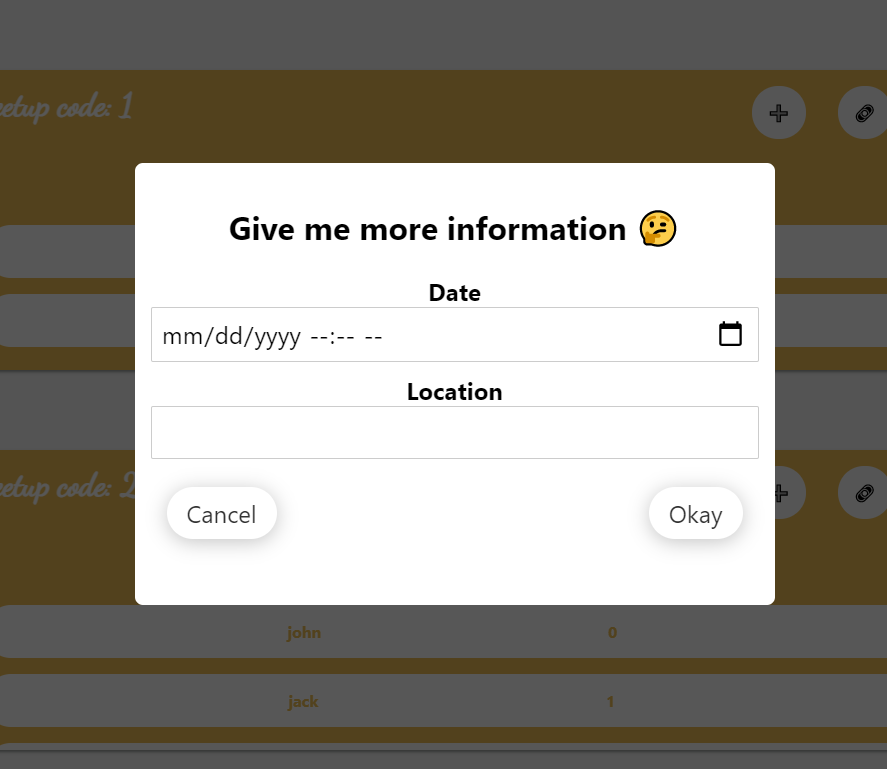 etup code: 1
Give me more information 🤔
Date
mm/dd/yyyy --:-- --
Location
etup code: 2
Cancel
Okay
john 0
jack 1